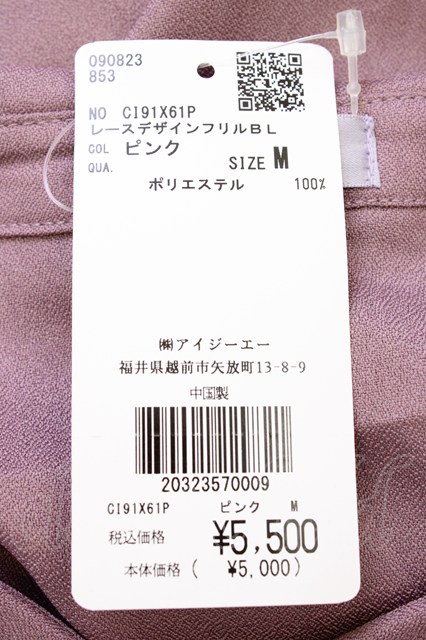 090823
853
NO CI91X61P
レースデザインフリルBL
COL ピンク
QUA. SIZE M
ポリエステル 100%
㈱アイジーエー
福井県越前市矢放町13-8-9
中国製
20323570009
CI91X61P ピンク M
税込価格 ¥5,500
本体価格( ¥5,000)